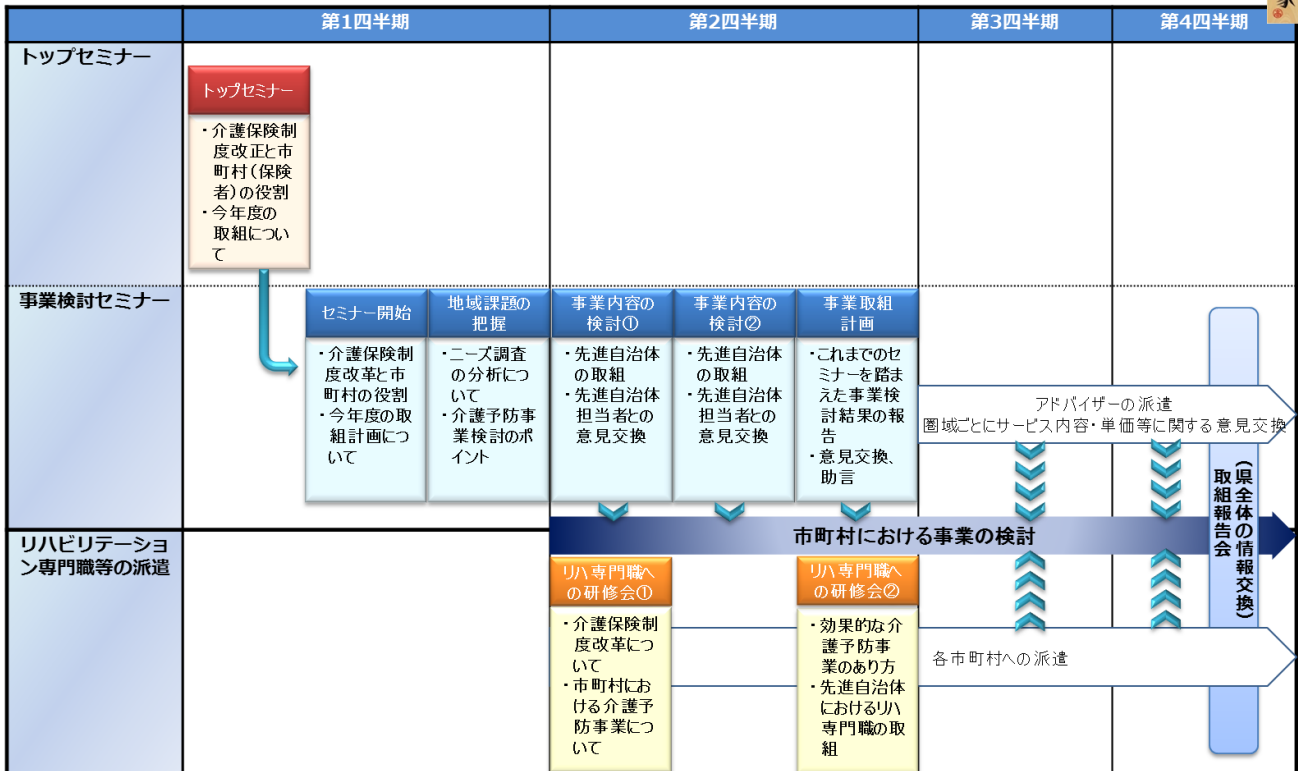 第1四半期
第2四半期
第3四半期
第4四半期
トップセミナー
トップセミナー
・介護保険制
度改正と市
町村(保険
者)の役割
・今年度の
取組につい
て
事業検討セミナー
セミナー開始
・介護保険制
度改革と市
町村の役割
・今年度の取
組計画につ
いて
地域課題の
把握
・ニーズ調査
の分析につ
いて
・介護予防事
業検討のポ
イント
事業内容の
検討①
・先進自治体
の取組
・先進自治体
担当者との
意見交換
事業内容の
検討②
・先進自治体
の取組
・先進自治体
担当者との
意見交換
事業取組
計画
・これまでのセ
ミナーを踏ま
えた事業検
討結果の報
告
・意見交換、
助言
アドバイザーの派遣
圏域ごとにサービス内容・単価等に関する意見交換
市町村における事業の検討
取組報告会
(県全体の情報交換)
リハビリテーショ
ン専門職等の派遣
リハ専門職へ
の研修会①
・介護保険制
度改革につ
いて
・市町村にお
ける介護予
防事業につ
いて
リハ専門職へ
の研修会②
・効果的な介
護予防事
業のあり方
・先進自治体
におけるリハ
専門職の取
組
各市町村への派遣